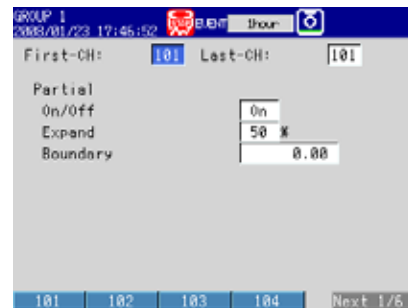 GROUP 1
2008/01/23 17:46:52 EVENT 1hour
First-CH: 101 Last-CH: 101
Partial
On/Off On
Expand 50 %
Boundary 0.00
101 102 103 104 Next 1/6